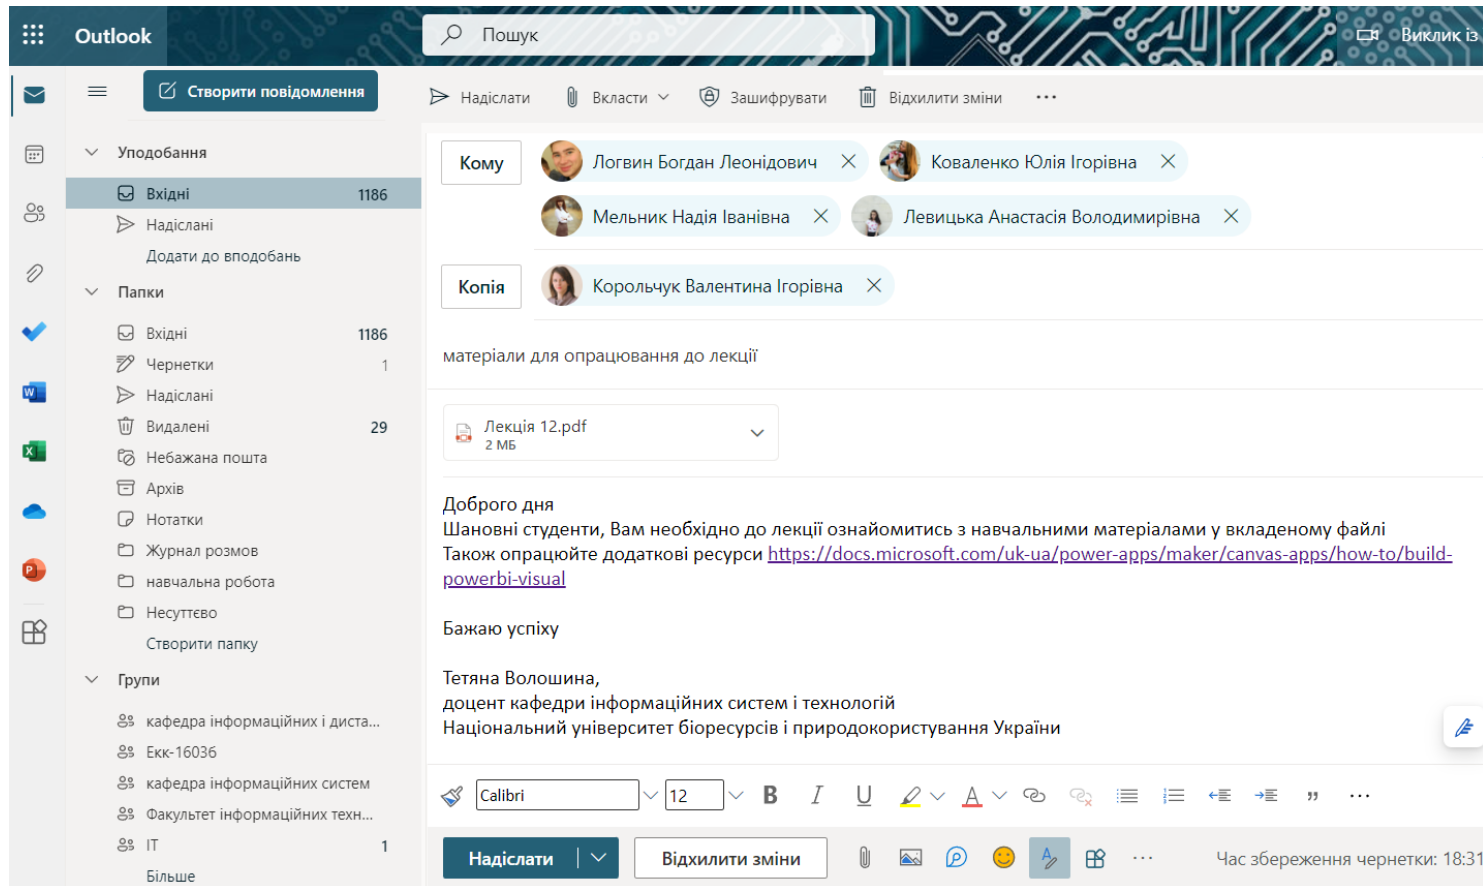 Outlook
Пошук
Виклик із
Створити повідомлення
Надіслати
Вкласти
Зашифрувати
Відхилити зміни
Уподобання
Вхідні 1186
Надіслані
Додати до вподобань
Папки
Вхідні 1186
Чернетки 1
Надіслані
Видалені 29
Небажана пошта
Архів
Нотатки
Журнал розмов
навчальна робота
Несуттєво
Створити папку
Групи
кафедра інформаційних і диста...
Екк-16036
кафедра інформаційних систем
Факультет інформаційних техн...
ІТ 1
Більше
Кому
Логвин Богдан Леонідович
Коваленко Юлія Ігорівна
Мельник Надія Іванівна
Левицька Анастасія Володимирівна
Копія
Корольчук Валентина Ігорівна
матеріали для опрацювання до лекції
Лекція 12.pdf
2 МБ
Доброго дня
Шановні студенти, Вам необхідно до лекції ознайомитись з навчальними матеріалами у вкладеному файлі
Також опрацюйте додаткові ресурси https://docs.microsoft.com/uk-ua/power-apps/maker/canvas-apps/how-to/build-
powerbi-visual
Бажаю успіху
Тетяна Волошина,
доцент кафедри інформаційних систем і технологій
Національний університет біоресурсів і природокористування України
Calibri
12
Надіслати
Відхилити зміни
Час збереження чернетки: 18:31